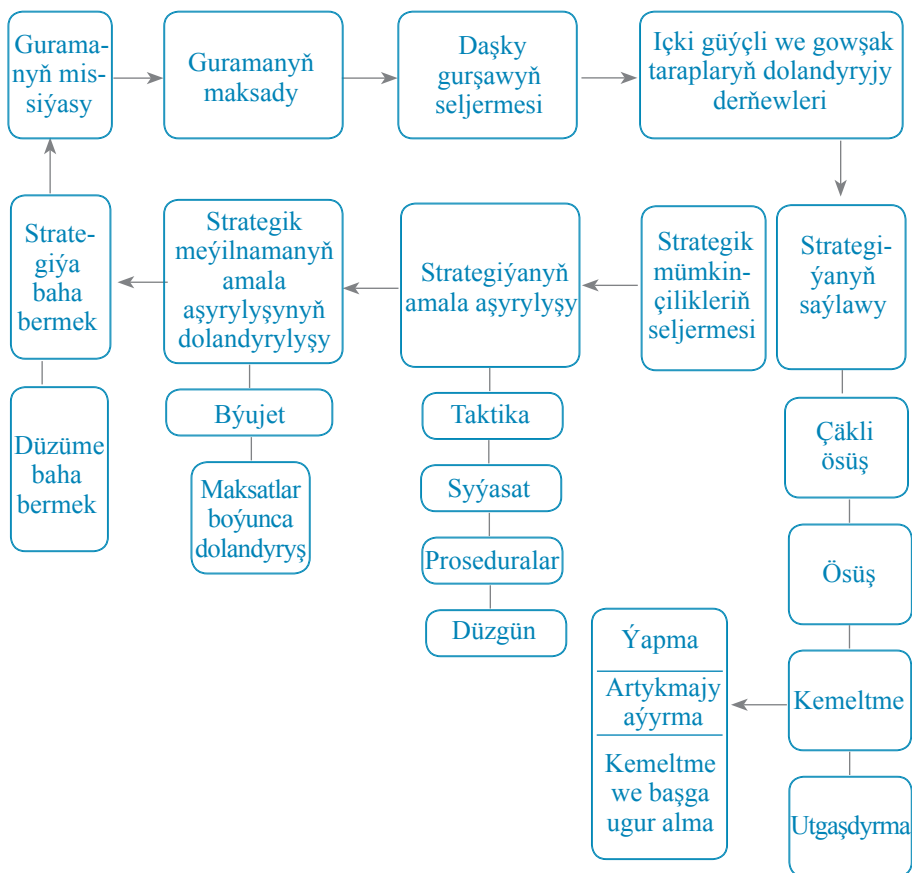 Gurama-
nyň mis-
siýasy
Guramanyň
maksady
Daşky
gurşawyň
seljermesi
Içki güýçli we gowşak
taraplaryň dolandyryjy
derňewleri
Strate-
giýa
baha
bermek
Strategik
meýilnamanyň
amala
aşyrylyşynyň
dolandyrylyşy
Strategiýanyň
amala aşyrylyşy
Strategik
mümkin-
çilikleriň
seljermesi
Strategi-
ýanyň
saýlawy
Düzüme
baha
bermek
Býujet
Maksatlar
boýunca
dolandyryş
Taktika
Syýasat
Proseduralar
Düzgün
Çäkli
ösüş
Ösüş
Kemeltme
Utgaşdyrma
Ýapma
Artykmajy
aýyrma
Kemeltme
we başga
ugur alma